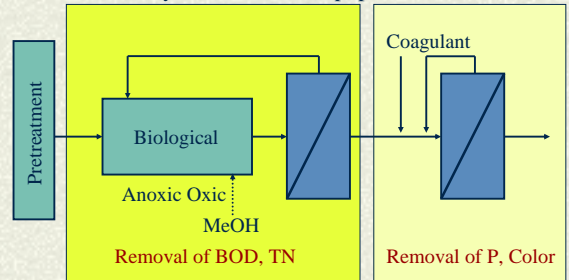 Coagulant
Pretreatment
Biological
Anoxic Oxic
MeOH
Removal of BOD, TN
Removal of P, Color